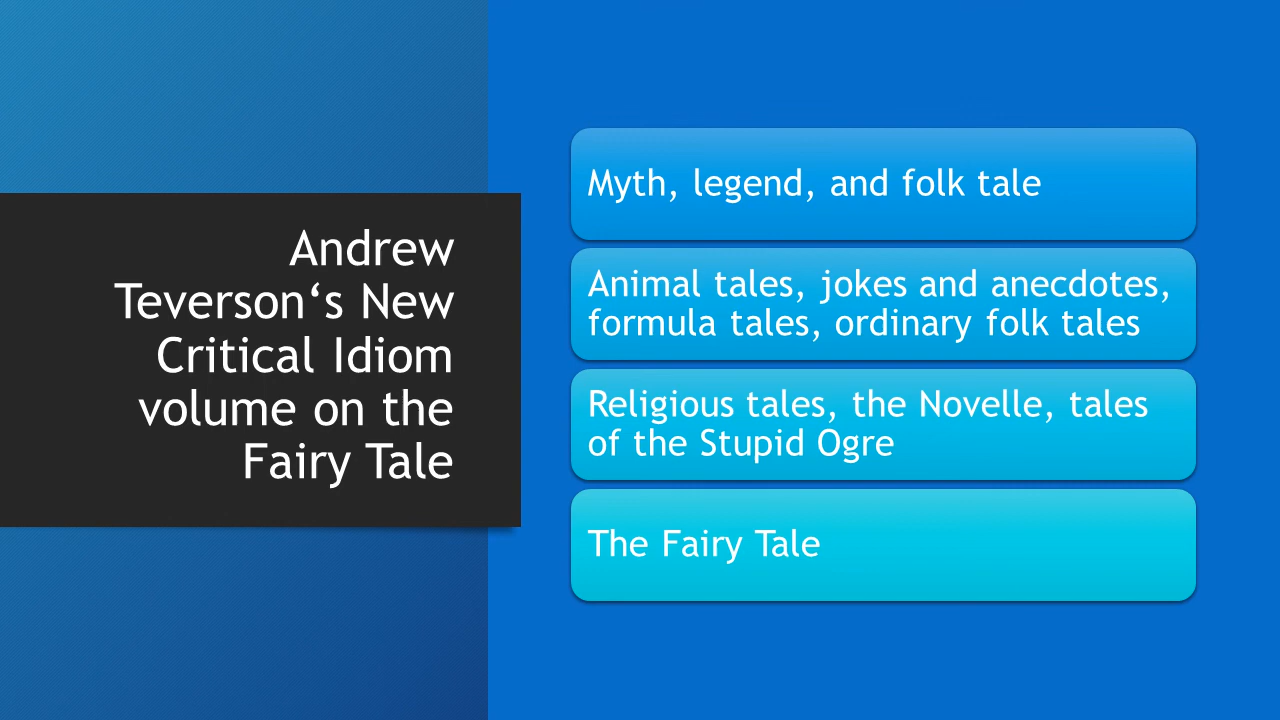 Andrew
Teverson‘s New
Critical Idiom
volume on the
Fairy Tale
Myth, legend, and folk tale
Animal tales, jokes and anecdotes,
formula tales, ordinary folk tales
Religious tales, the Novelle, tales
of the Stupid Ogre
The Fairy Tale